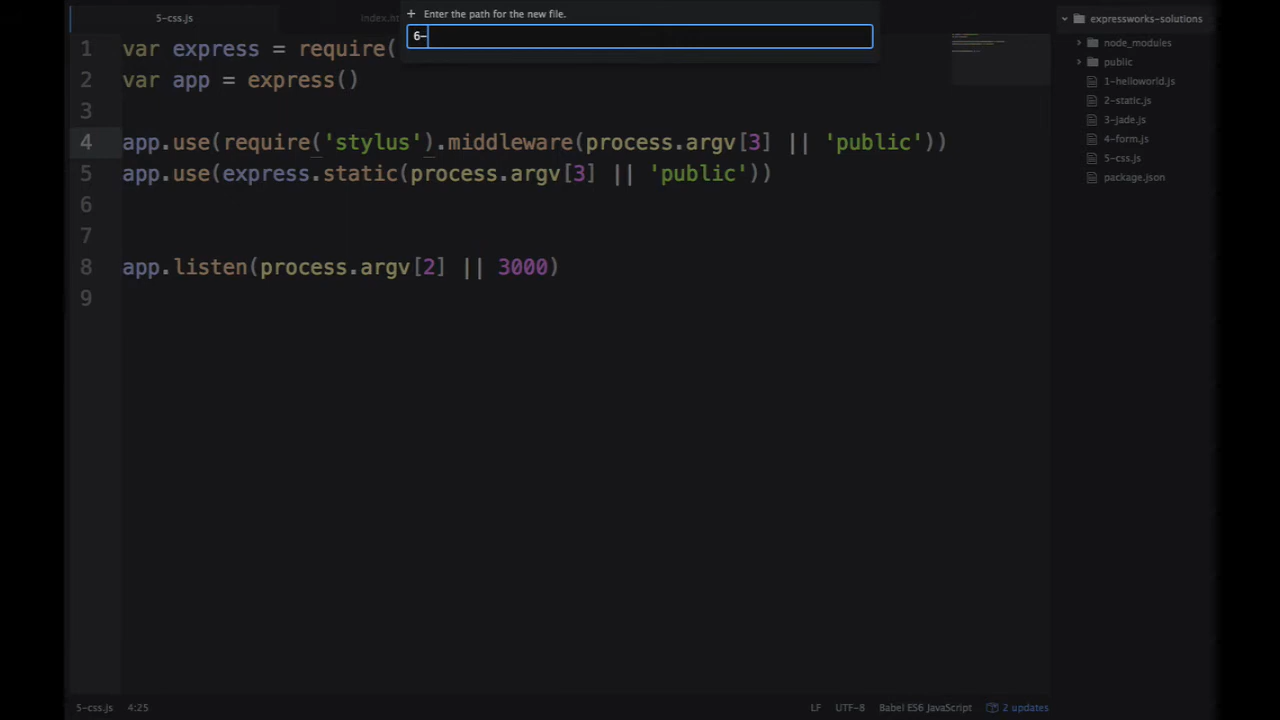 + Enter the path for the new file.
6-
5-css.js
index.ht
1 var express = require(
2 var app = express()
3
4 app.use(require('stylus').middleware(process.argv[3] || 'public'))
5 app.use(express.static(process.argv[3] || 'public'))
6
7
8 app.listen(process.argv[2] || 3000)
9
expressworks-solutions
node_modules
public
1-helloworld.js
2-static.js
3-jade.js
4-form.js
5-css.js
package.json
5-css.js 4:25 LF UTF-8 Babel ES6 JavaScript 2 updates